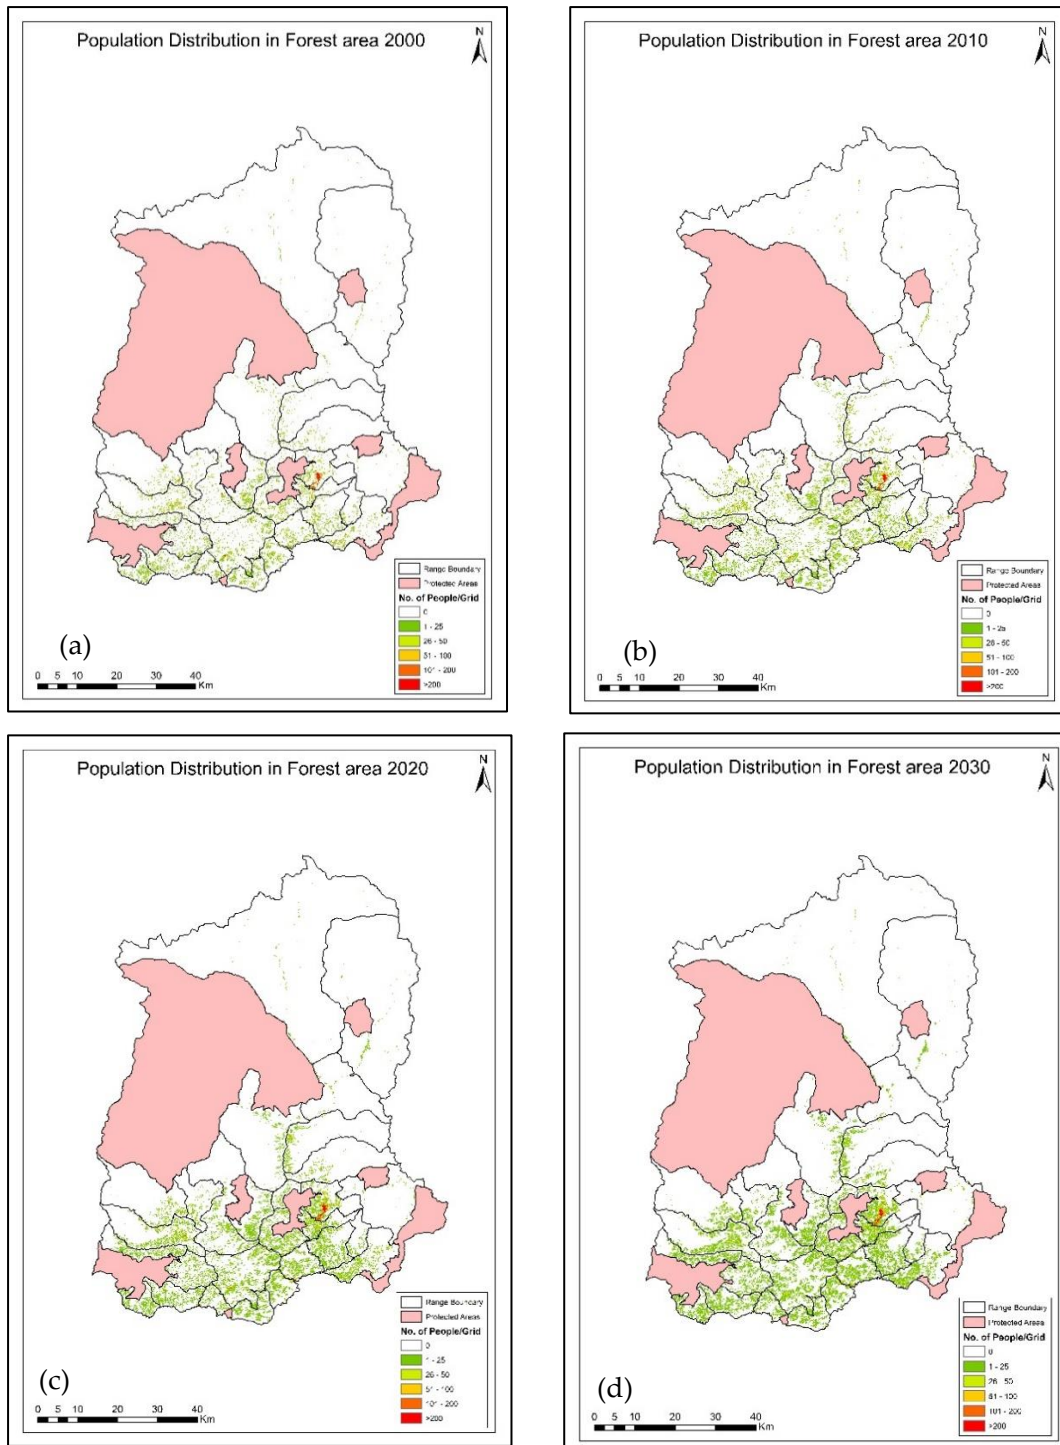 Population Distribution in Forest area 2000
N
Range Boundary
Protected Areas
No. of People/Grid
0
1 - 25
26 - 50
51 - 100
101 - 200
>200
(a)
0 5 10 20 30 40
Km
Population Distribution in Forest area 2010
N
Range Boundary
Protected Areas
No. of People/Grid
0
1 - 25
26 - 50
51 - 100
101 - 200
>200
(b)
0 5 10 20 30 40
Km
Population Distribution in Forest area 2020
N
Range Boundary
Protected Areas
No. of People/Grid
0
1 - 25
26 - 50
51 - 100
101 - 200
>200
(c)
0 5 10 20 30 40
Km
Population Distribution in Forest area 2030
N
Range Boundary
Protected Areas
No. of People/Grid
0
1 - 25
26 - 50
51 - 100
101 - 200
>200
(d)
0 5 10 20 30 40
Km